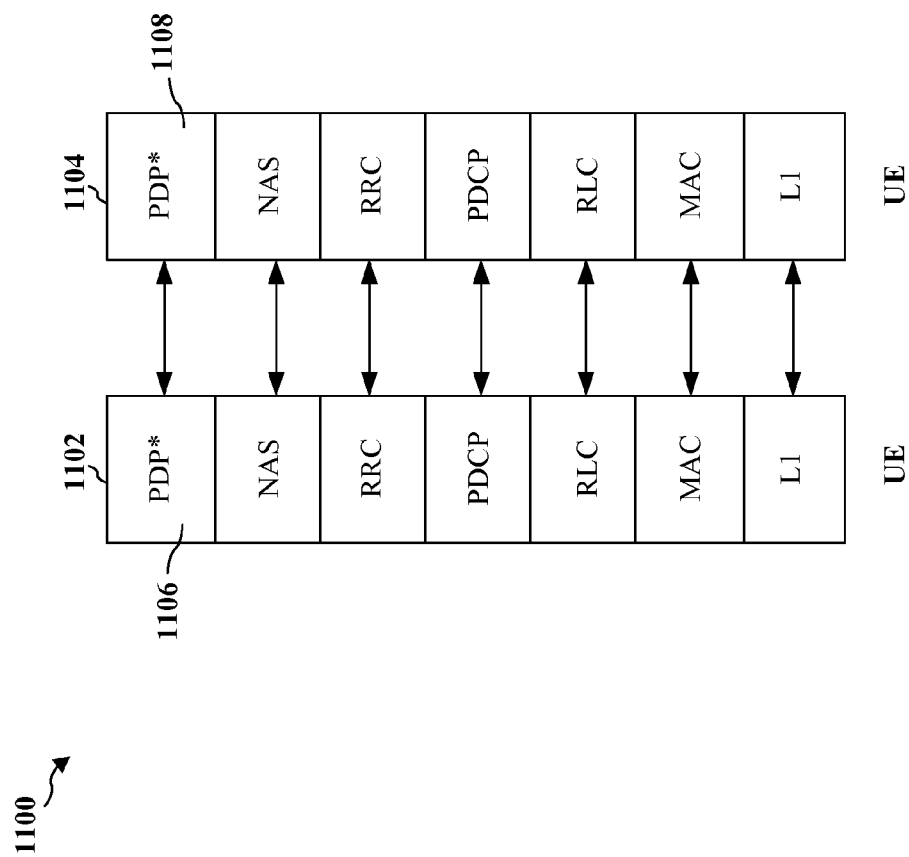 1100
1102
1104
1106
1108
PDP*
PDP*
NAS
NAS
RRC
RRC
PDCP
PDCP
RLC
RLC
MAC
MAC
L1
L1
UE
UE